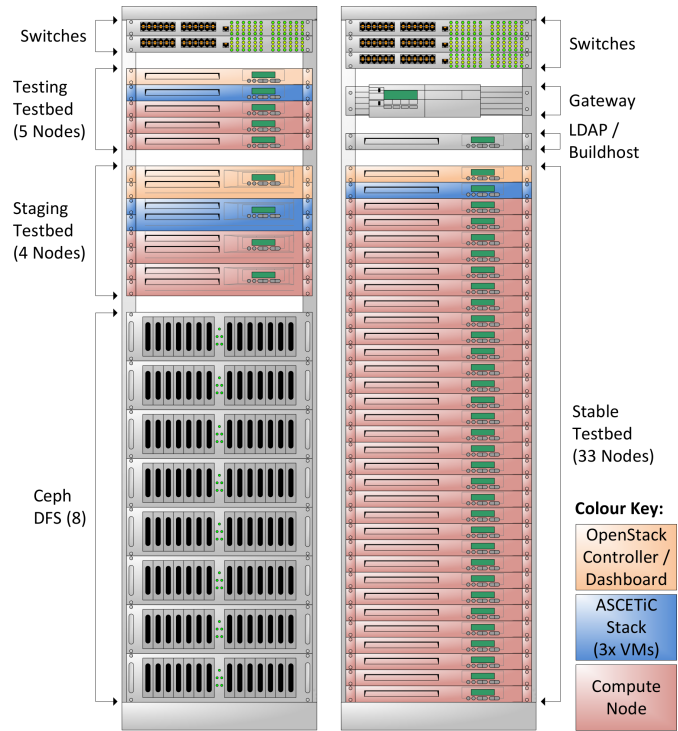 Switches
Testing
Testbed
(5 Nodes)
Staging
Testbed
(4 Nodes)
Ceph
DFS (8)
Switches
Gateway
LDAP /
Buildhost
Stable
Testbed
(33 Nodes)
Colour Key:
OpenStack
Controller /
Dashboard
ASCETiC
Stack
(3x VMs)
Compute
Node